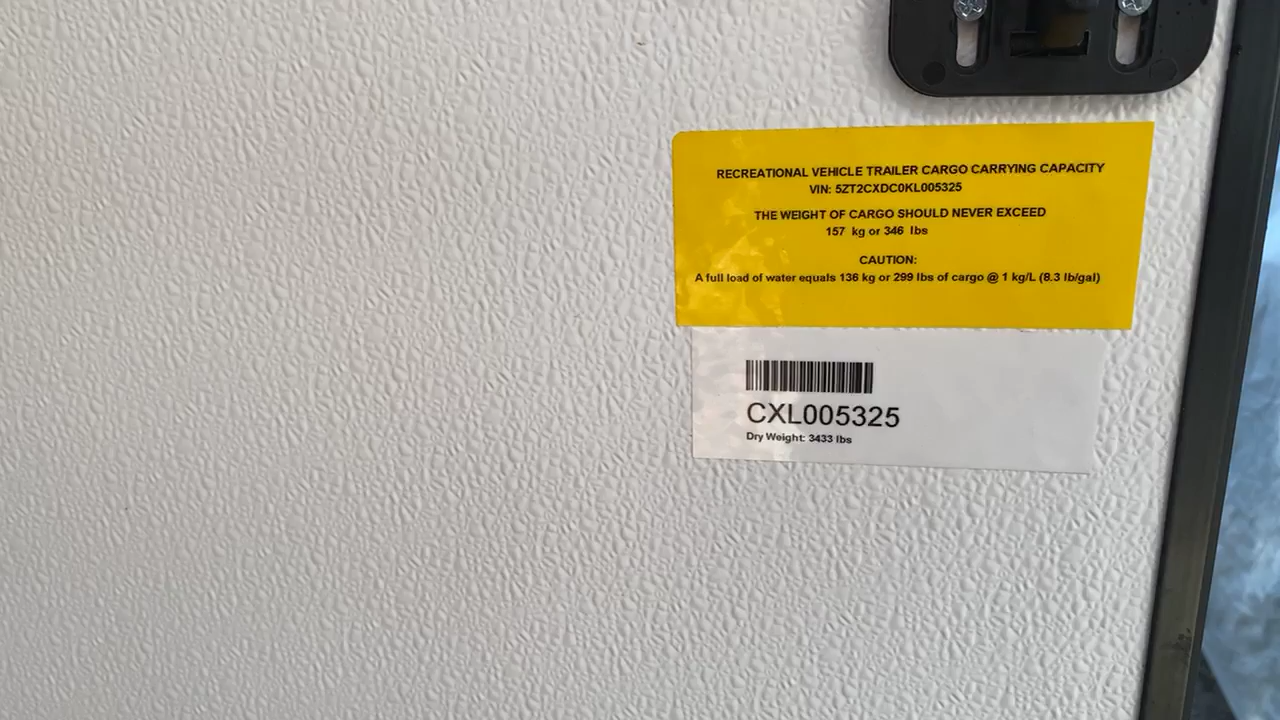 RECREATIONAL VEHICLE TRAILER CARGO CARRYING CAPACITY
VIN: 5ZT2CXDC0KL005325
THE WEIGHT OF CARGO SHOULD NEVER EXCEED
157 kg or 346 lbs
CAUTION:
A full load of water equals 136 kg or 299 lbs of cargo @ 1 kg/L (8.3 lb/gal)
CXL005325
Dry Weight: 3433 lbs